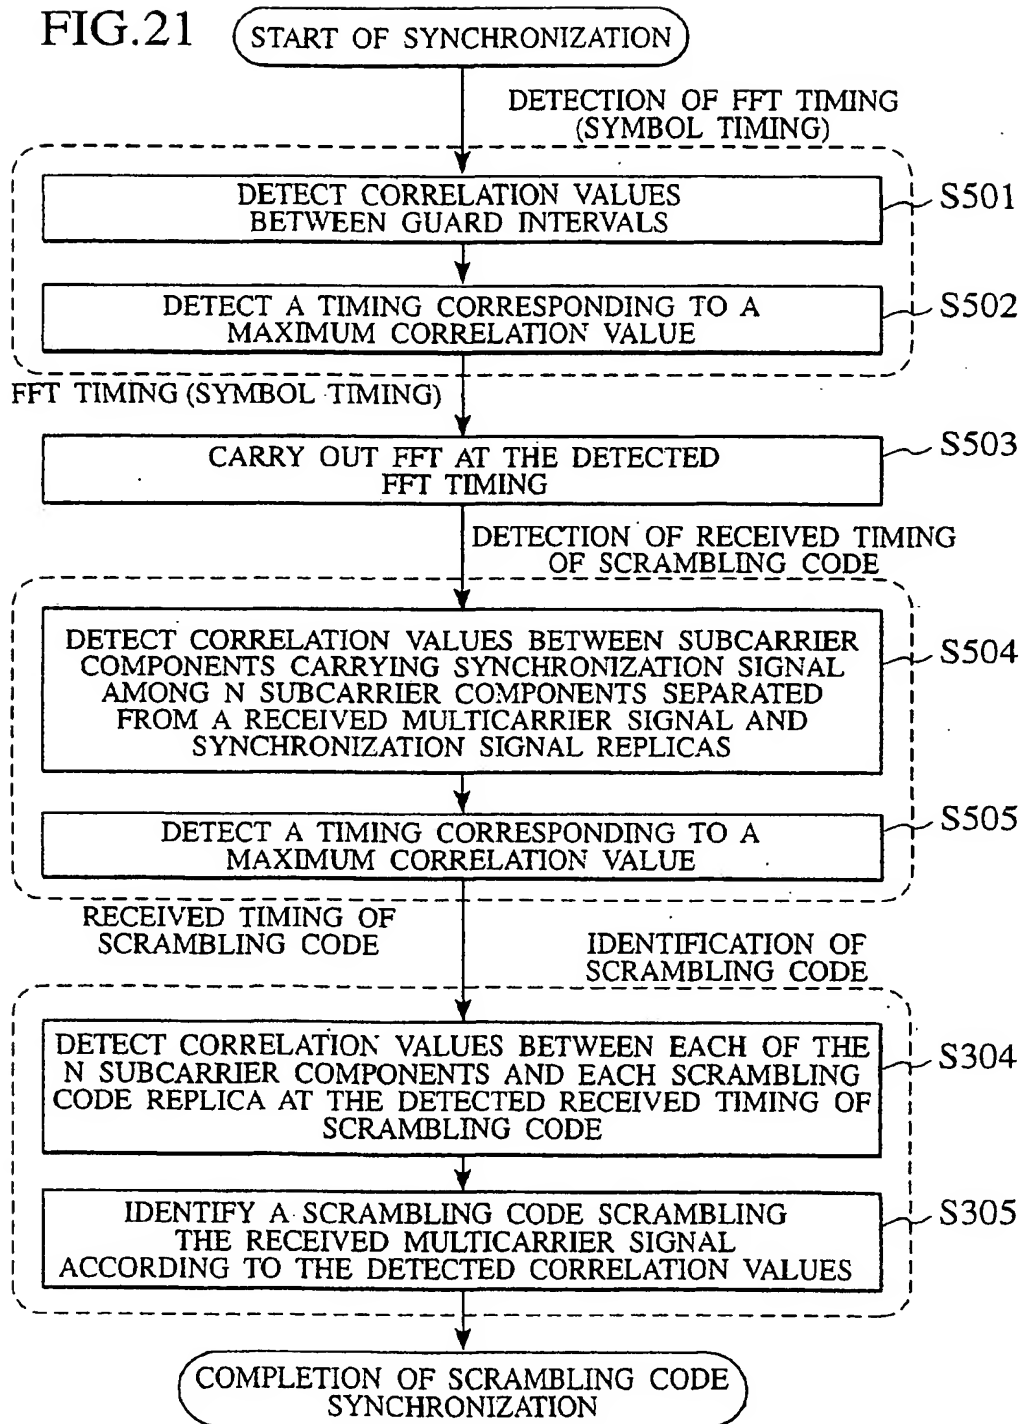 FIG.21
START OF SYNCHRONIZATION
DETECTION OF FFT TIMING
(SYMBOL TIMING)
DETECT CORRELATION VALUES
BETWEEN GUARD INTERVALS
S501
DETECT A TIMING CORRESPONDING TO A
MAXIMUM CORRELATION VALUE
S502
FFT TIMING (SYMBOL TIMING)
CARRY OUT FFT AT THE DETECTED
FFT TIMING
S503
DETECTION OF RECEIVED TIMING
OF SCRAMBLING CODE
DETECT CORRELATION VALUES BETWEEN SUBCARRIER
COMPONENTS CARRYING SYNCHRONIZATION SIGNAL
AMONG N SUBCARRIER COMPONENTS SEPARATED
FROM A RECEIVED MULTICARRIER SIGNAL AND
SYNCHRONIZATION SIGNAL REPLICAS
S504
DETECT A TIMING CORRESPONDING TO A
MAXIMUM CORRELATION VALUE
S505
RECEIVED TIMING OF
SCRAMBLING CODE
IDENTIFICATION OF
SCRAMBLING CODE
DETECT CORRELATION VALUES BETWEEN EACH OF THE
N SUBCARRIER COMPONENTS AND EACH SCRAMBLING
CODE REPLICA AT THE DETECTED RECEIVED TIMING OF
SCRAMBLING CODE
S304
IDENTIFY A SCRAMBLING CODE SCRAMBLING
THE RECEIVED MULTICARRIER SIGNAL
ACCORDING TO THE DETECTED CORRELATION VALUES
S305
COMPLETION OF SCRAMBLING CODE
SYNCHRONIZATION